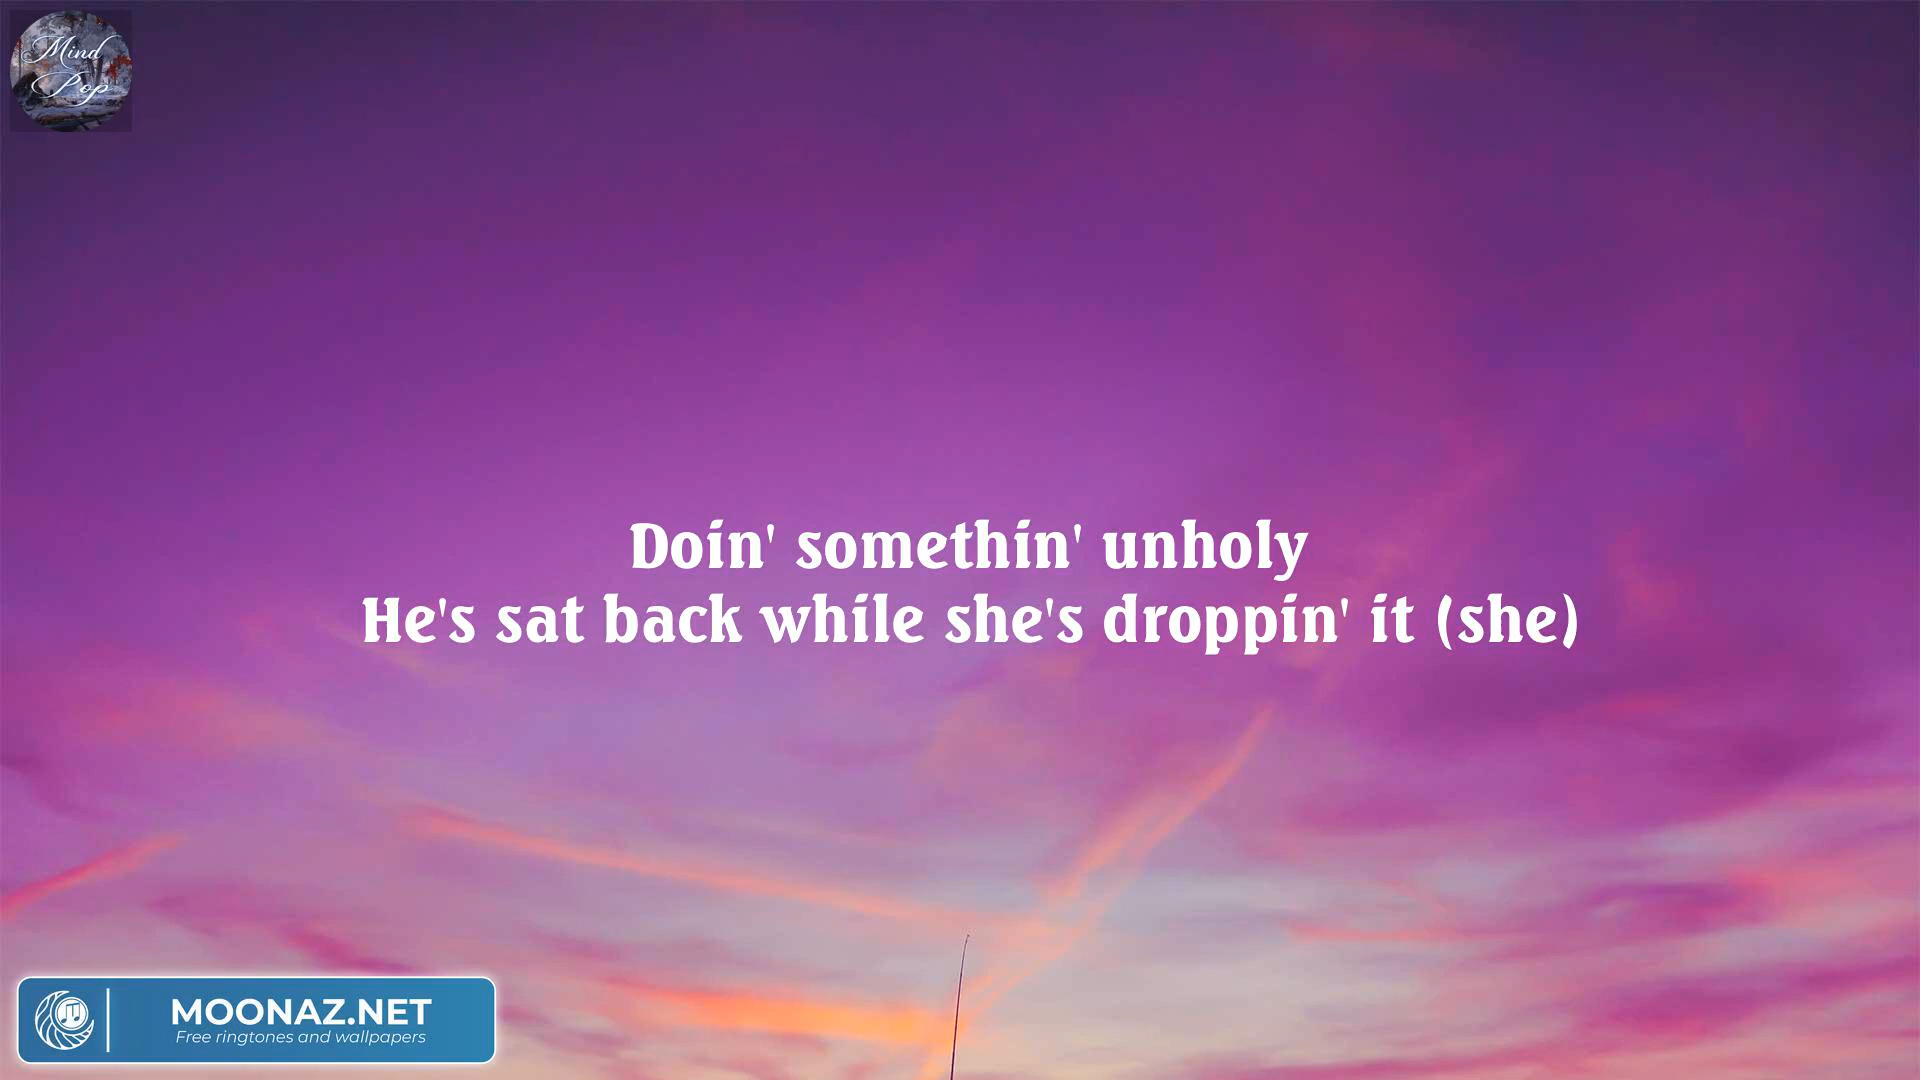 Mind
Pop
Doin' somethin' unholy
He's sat back while she's droppin' it (she)
MOONAZ.NET
Free ringtones and wallpapers